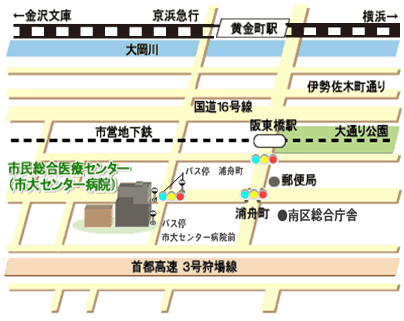 ←金沢文庫 京浜急行 黄金町駅 横浜→
大岡川
伊勢佐木町通り
国道16号線
阪東橋駅
市営地下鉄 大通り公園
市民総合医療センター
(市大センター病院)
バス停 浦舟町
郵便局
浦舟町 ●南区総合庁舎
バス停
市大センター病院前
首都高速 3号狩場線